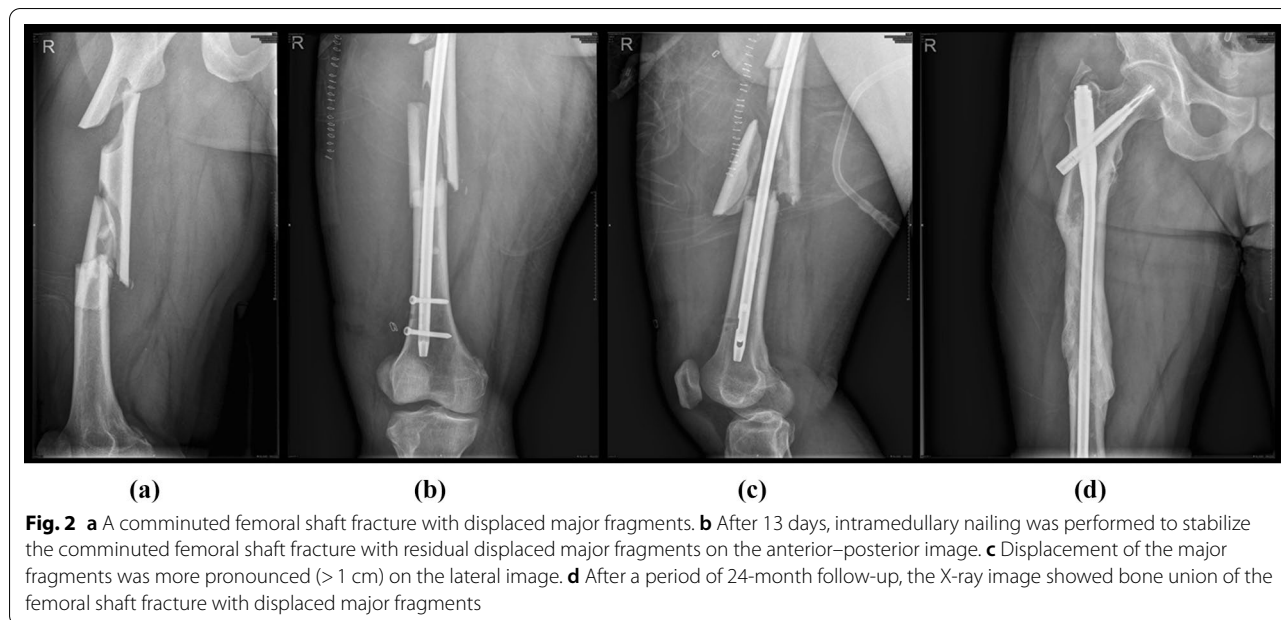 R
R
R
R
(a)
(b)
(c)
(d)
Fig. 2 a A comminuted femoral shaft fracture with displaced major fragments. b After 13 days, intramedullary nailing was performed to stabilize
the comminuted femoral shaft fracture with residual displaced major fragments on the anterior–posterior image. c Displacement of the major
fragments was more pronounced (> 1 cm) on the lateral image. d After a period of 24-month follow-up, the X-ray image showed bone union of the
femoral shaft fracture with displaced major fragments